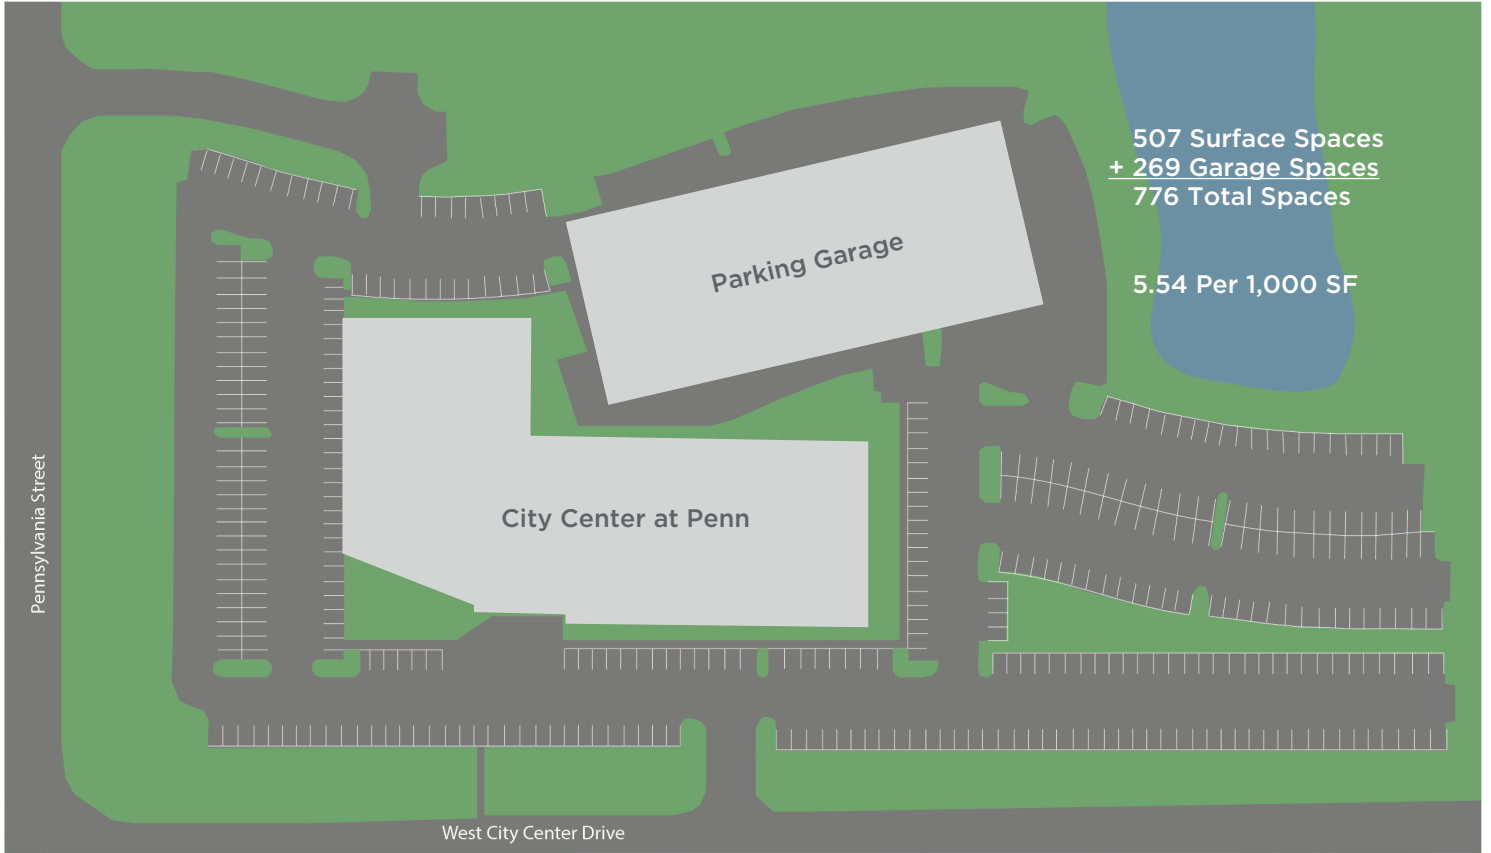 507 Surface Spaces
+ 269 Garage Spaces
776 Total Spaces
5.54 Per 1,000 SF
Parking Garage
City Center at Penn
Pennsylvania Street
West City Center Drive